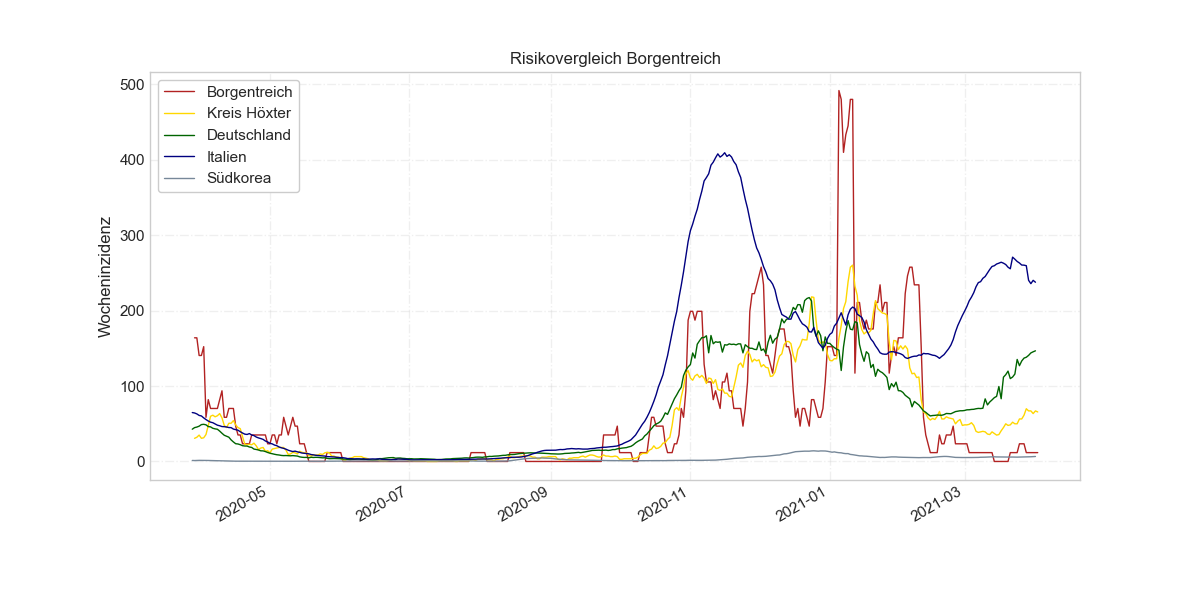 Risikovergleich Borgentreich
Wocheninzidenz
500
400
300
200
100
0
Borgentreich
Kreis Höxter
Deutschland
Italien
Südkorea
2020-05
2020-07
2020-09
2020-11
2021-01
2021-03